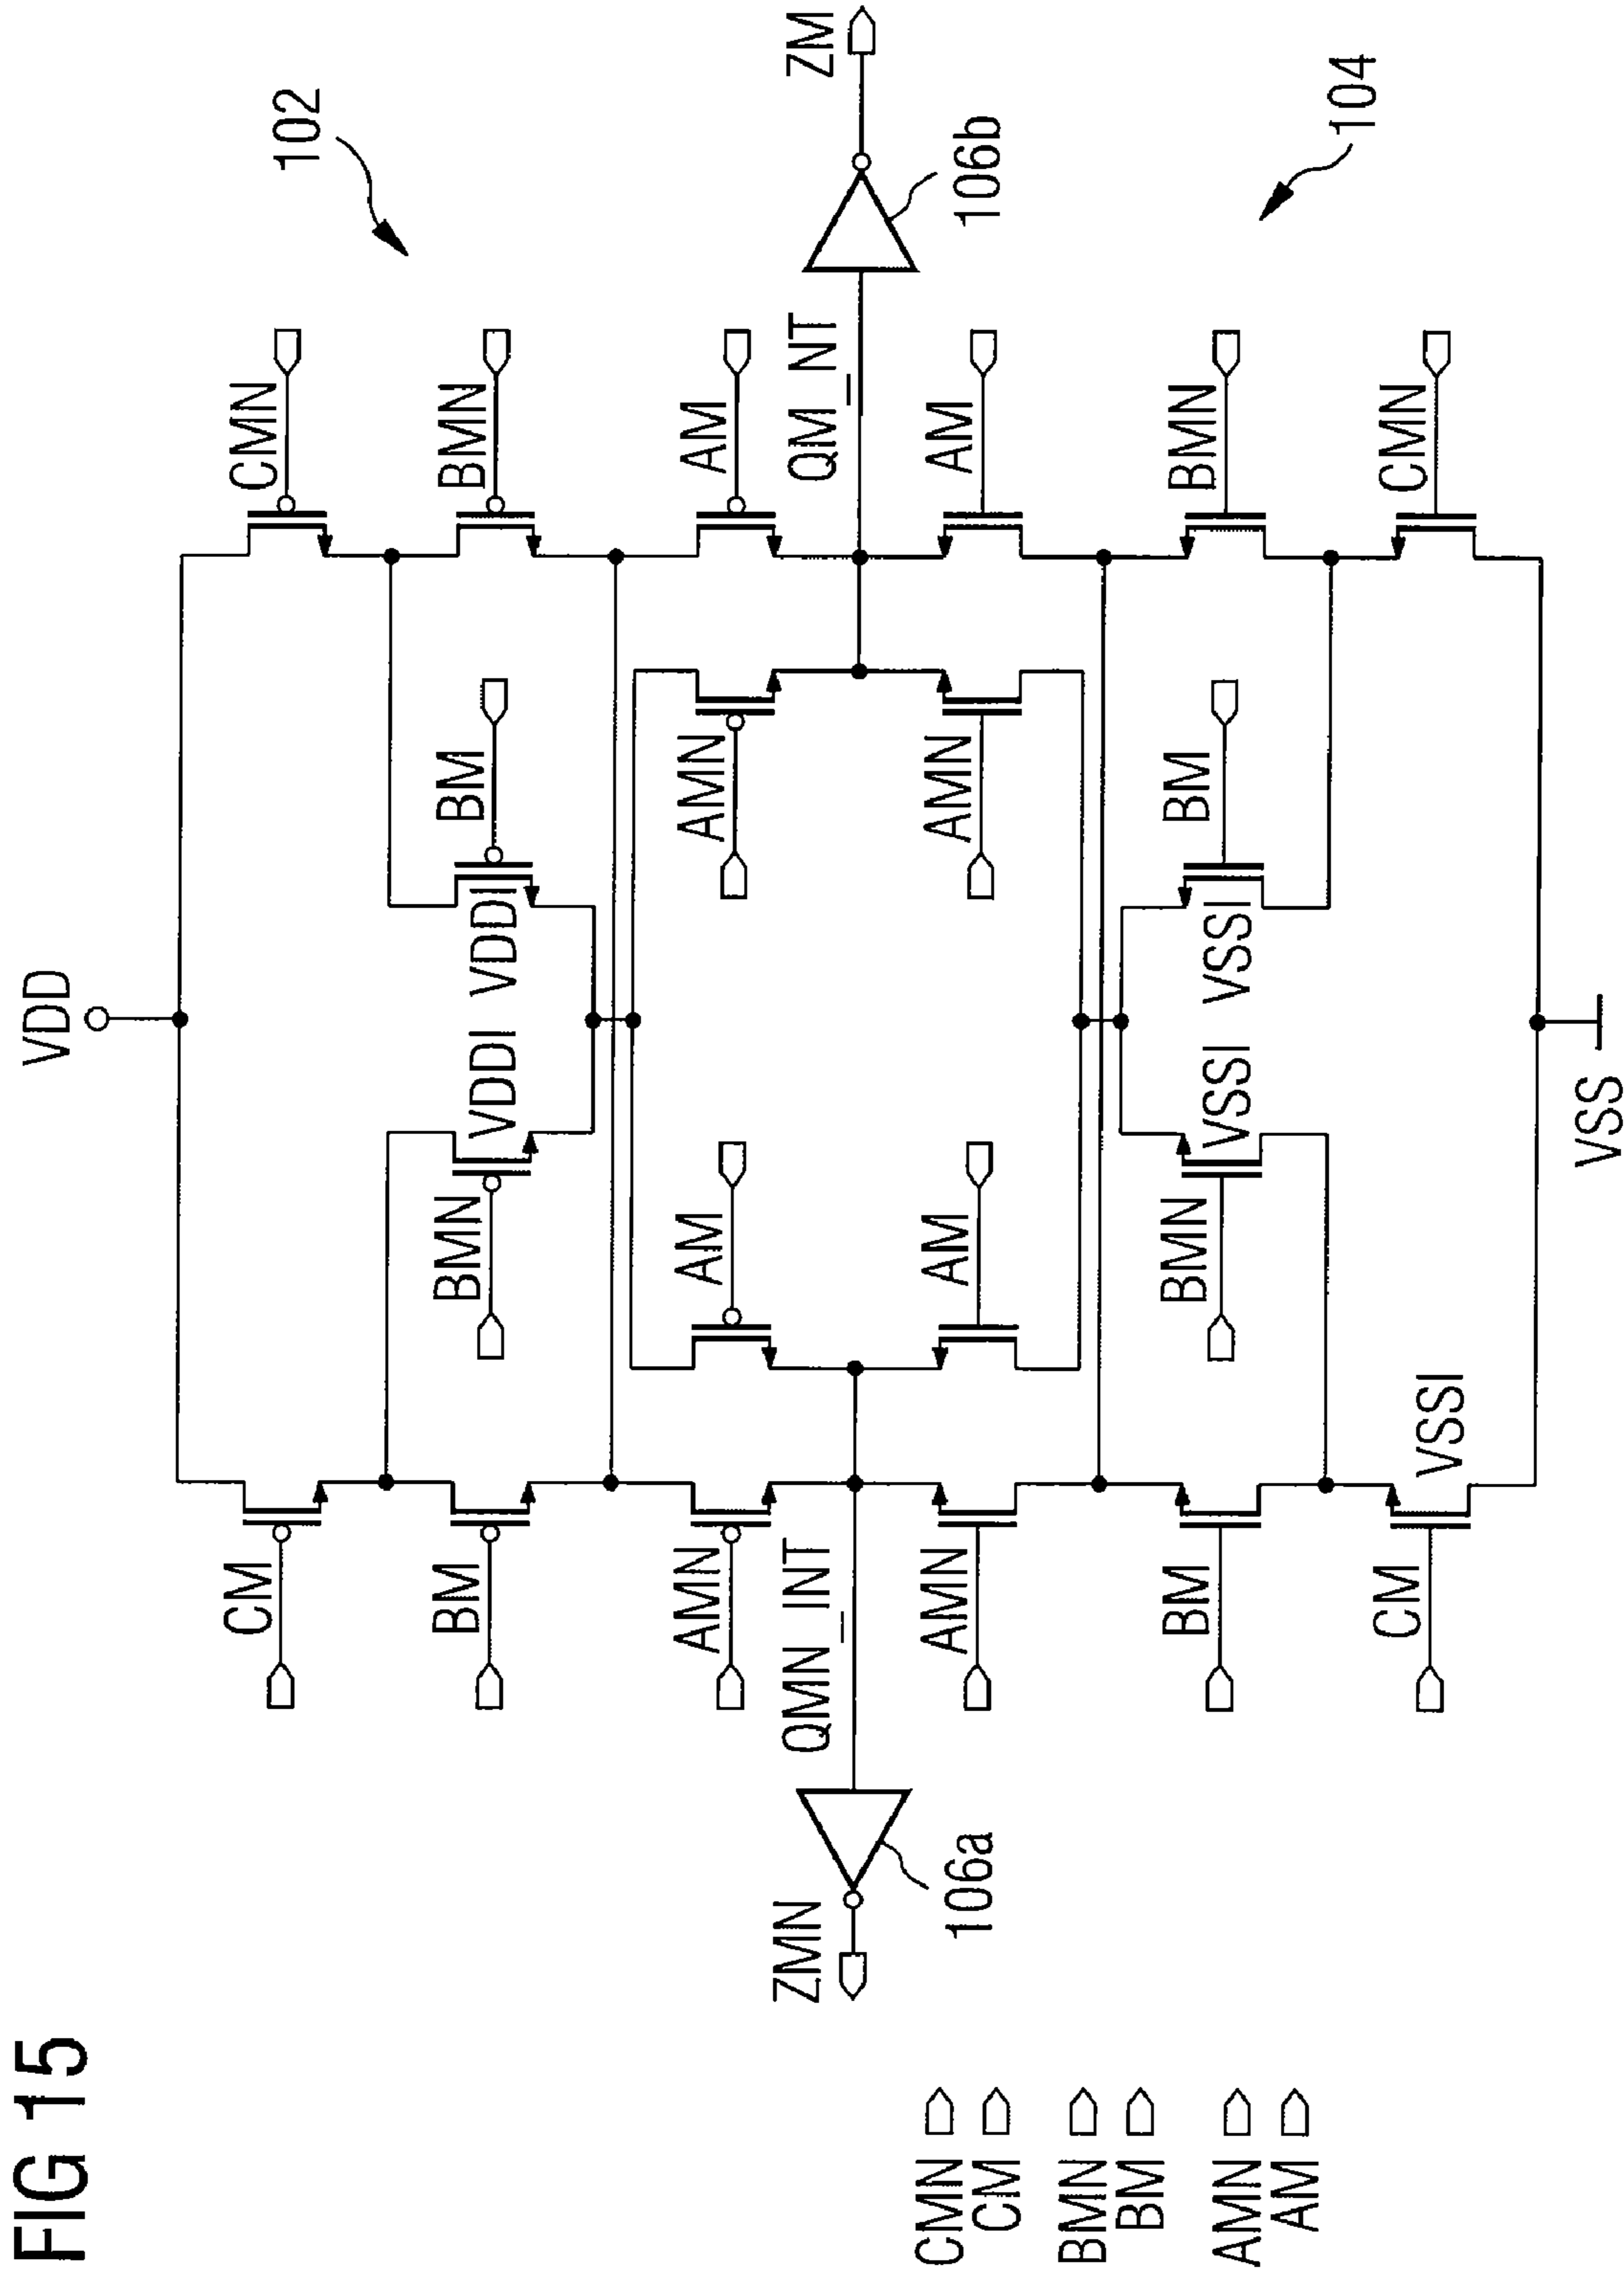 FIG 15
VDD
102
CM
CMN
BM
BMN
BM
BMN
VDDI VDDI
AMN
AM
AMN
AM
QMN_INT
QM_NT
ZMN
ZM
106a
106b
AMN
AM
AMN
AM
BM
BMN
BM
BMN
VSSI VSSI
104
CM
VSSI
CMN
VSS
CMN
CM
BMN
BM
AMN
AM